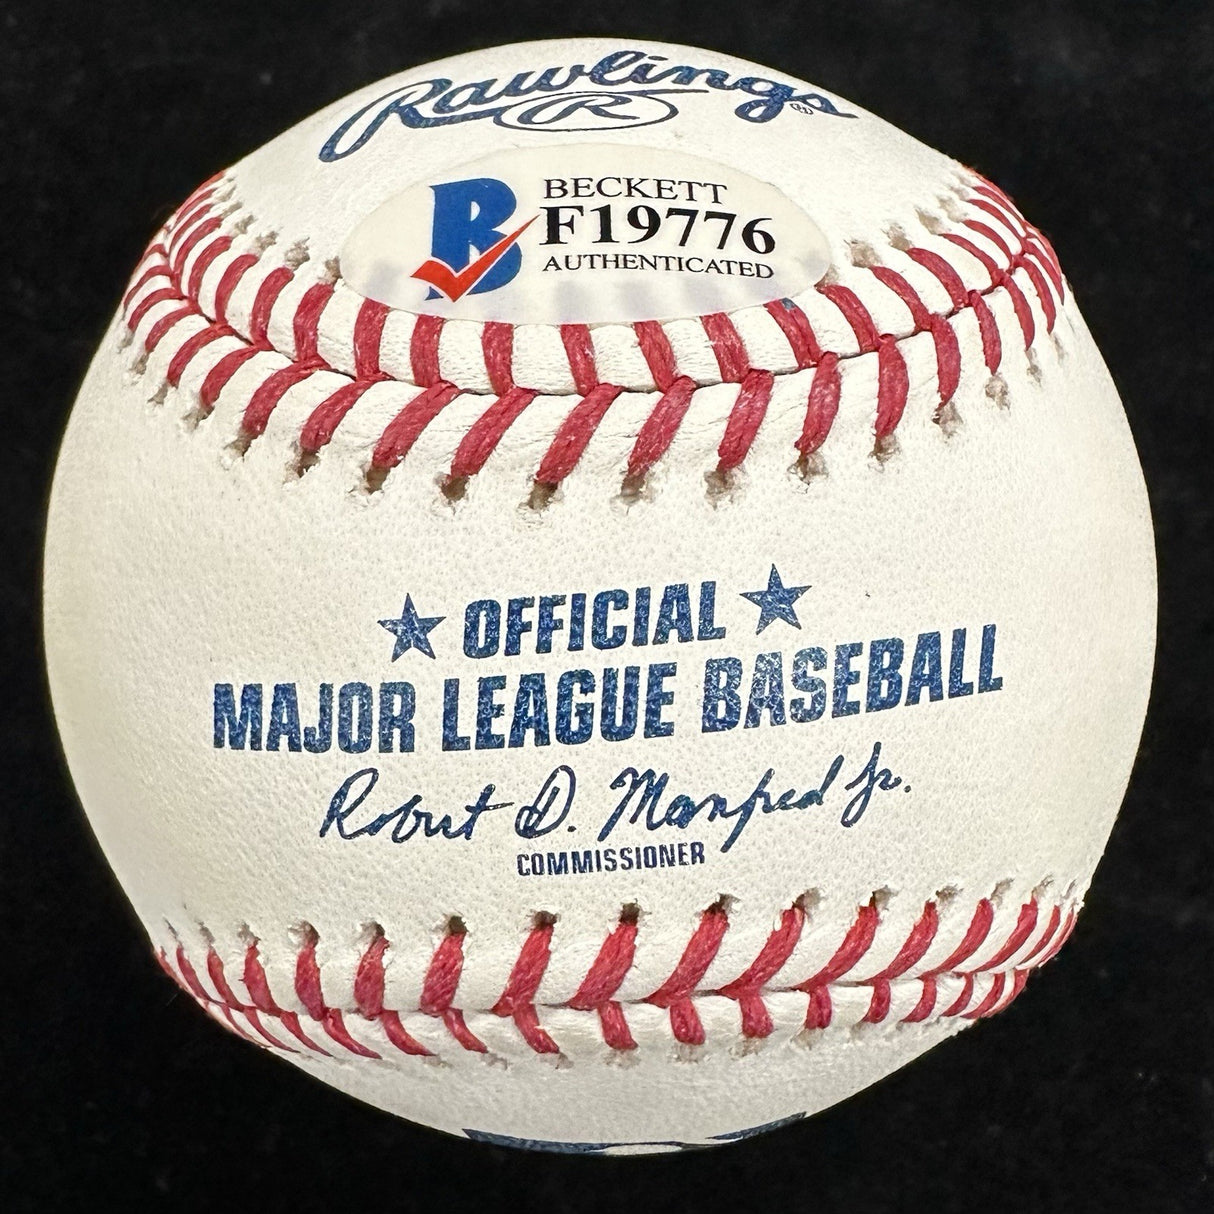 Rawlings®
R
B BECKETT
F19776
AUTHENTICATED
★ OFFICIAL ★
MAJOR LEAGUE BASEBALL
Robert D. Manfred Jr.
COMMISSIONER